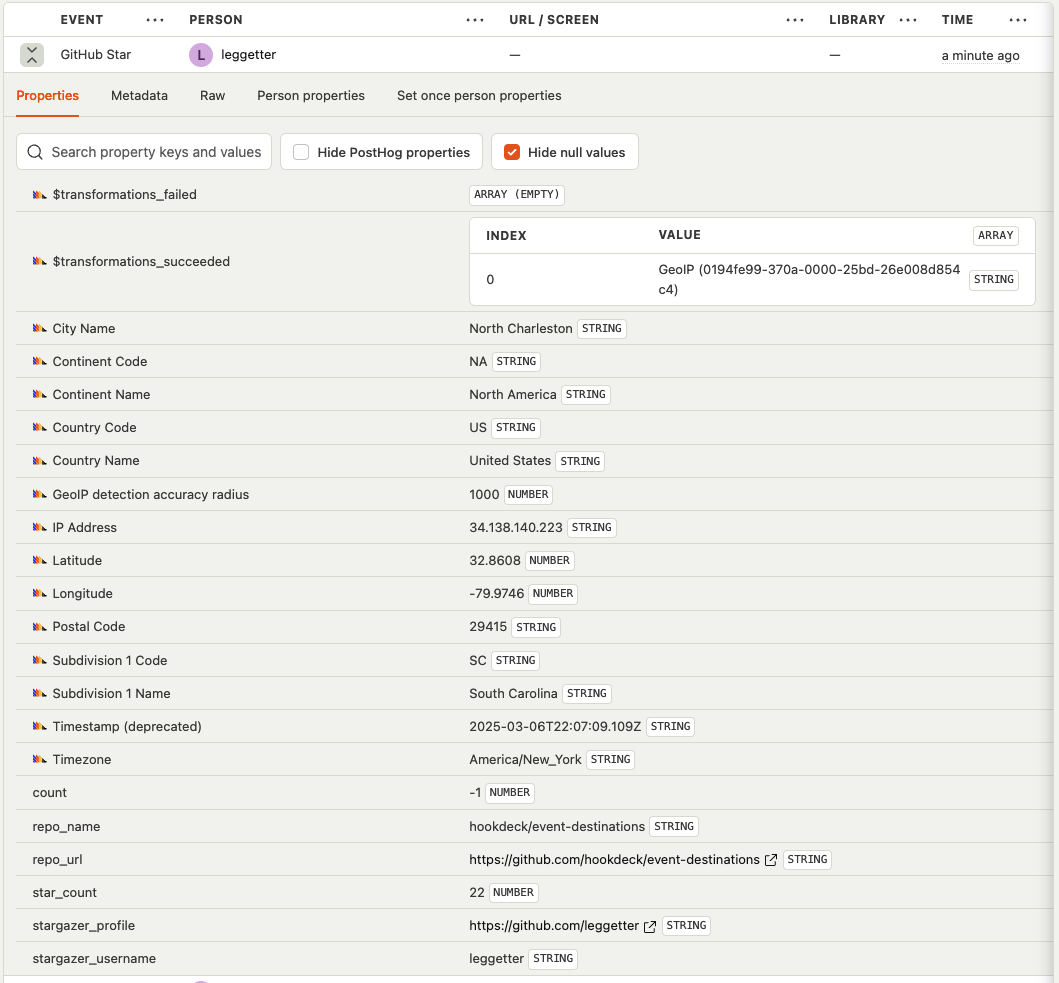 EVENT ••• PERSON ••• URL / SCREEN ••• LIBRARY ••• TIME •••
GitHub Star L leggetter — — a minute ago
Properties Metadata Raw Person properties Set once person properties
Search property keys and values Hide PostHog properties Hide null values
$transformations_failed ARRAY (EMPTY)
INDEX VALUE ARRAY
$transformations_succeeded
0 GeoIP (0194fe99-370a-0000-25bd-26e008d854 STRING
c4)
City Name North Charleston STRING
Continent Code NA STRING
Continent Name North America STRING
Country Code US STRING
Country Name United States STRING
GeoIP detection accuracy radius 1000 NUMBER
IP Address 34.138.140.223 STRING
Latitude 32.8608 NUMBER
Longitude -79.9746 NUMBER
Postal Code 29415 STRING
Subdivision 1 Code SC STRING
Subdivision 1 Name South Carolina STRING
Timestamp (deprecated) 2025-03-06T22:07:09.109Z STRING
Timezone America/New_York STRING
count -1 NUMBER
repo_name hookdeck/event-destinations STRING
repo_url https://github.com/hookdeck/event-destinations STRING
star_count 22 NUMBER
stargazer_profile https://github.com/leggetter STRING
stargazer_username leggetter STRING